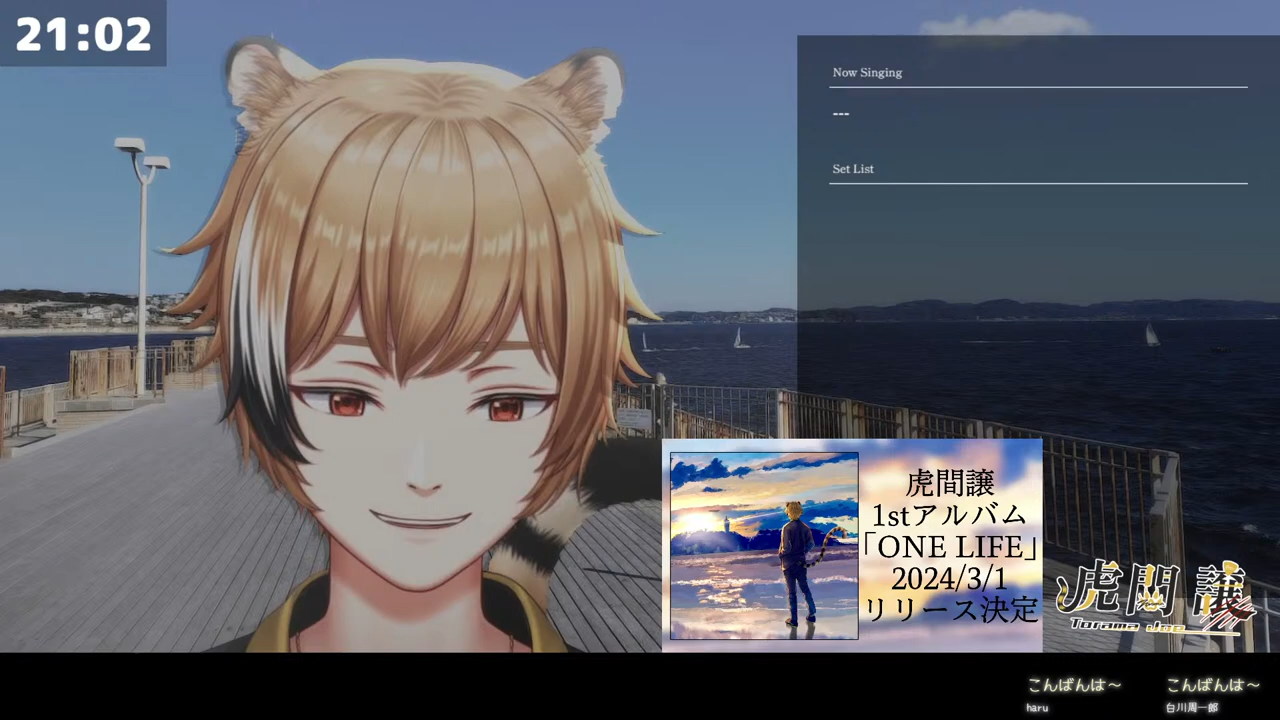 21:02
Now Singing
---
Set List
虎間譲
1stアルバム
「ONE LIFE」
2024/3/1
リリース決定
虎間譲
Torama Joe
こんばんは～
haru
こんばんは～
白川周一郎